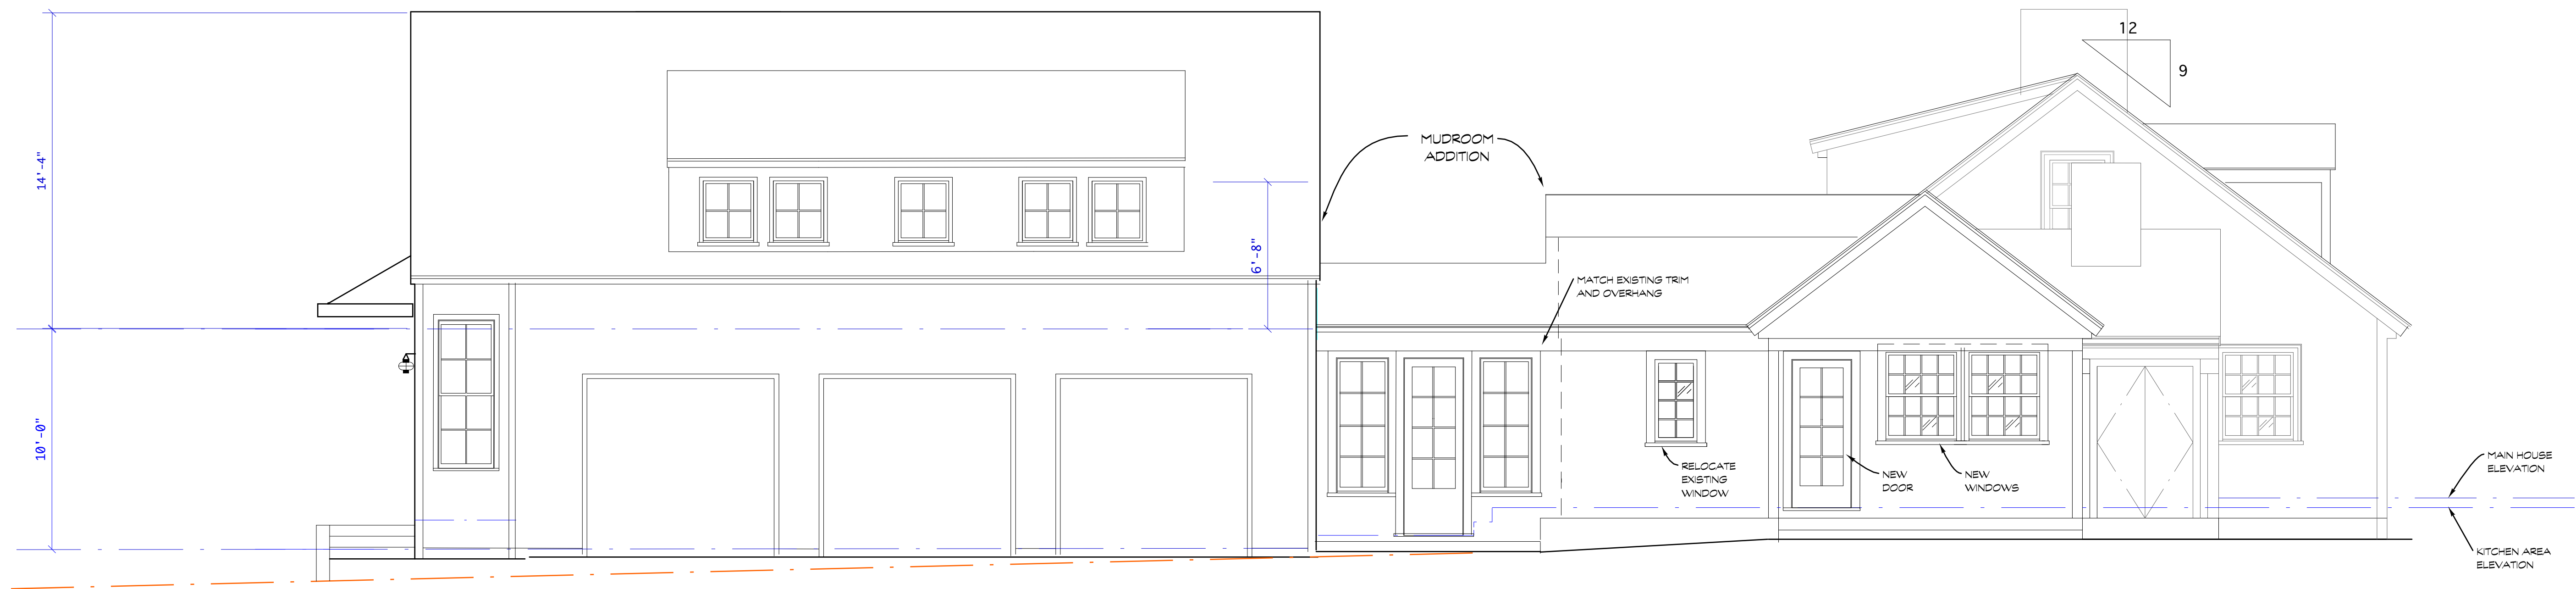 12
9
14'-4"
MUDROOM
ADDITION
6'-8"
MATCH EXISTING TRIM
AND OVERHANG
10'-0"
RELOCATE
EXISTING
WINDOW
NEW
DOOR
NEW
WINDOWS
MAIN HOUSE
ELEVATION
KITCHEN AREA
ELEVATION